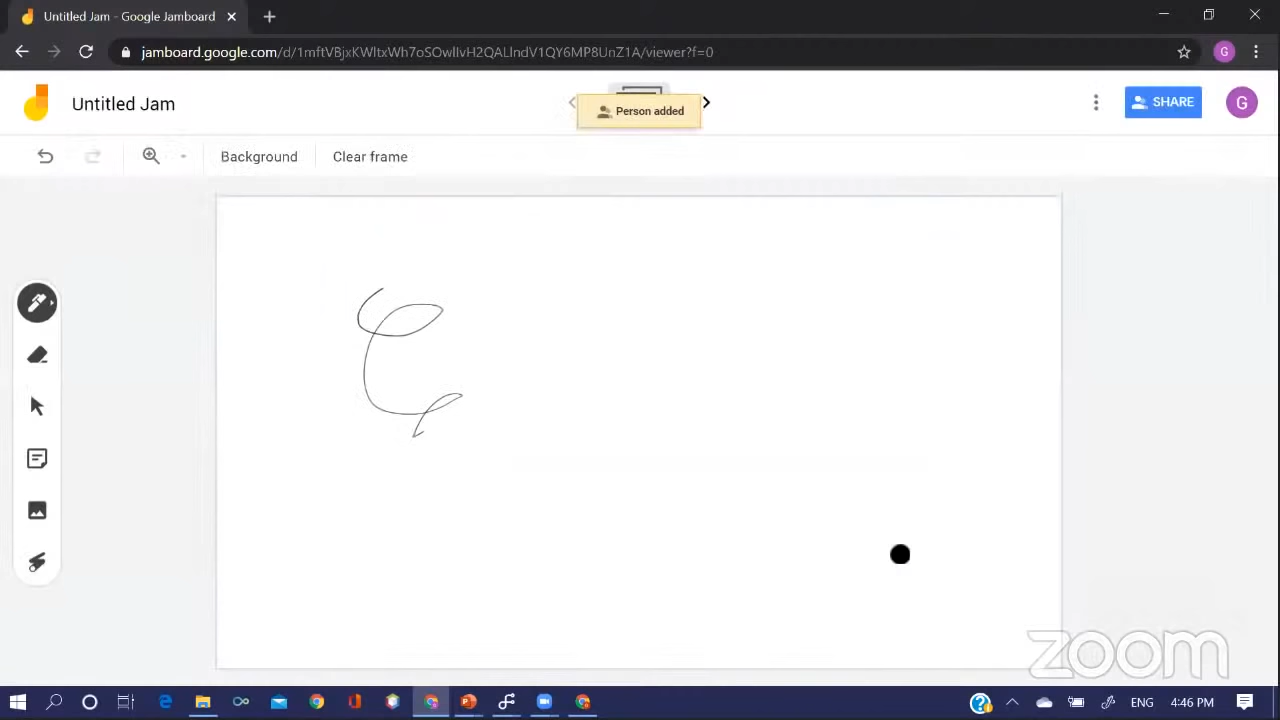 Untitled Jam - Google Jamboard
jamboard.google.com/d/1mftVBjxKWltxWh7oSOwlIvH2QALIndV1QY6MP8UnZ1A/viewer?f=0
G
Untitled Jam
Person added
SHARE
G
Background
Clear frame
zoom
ENG
4:46 PM